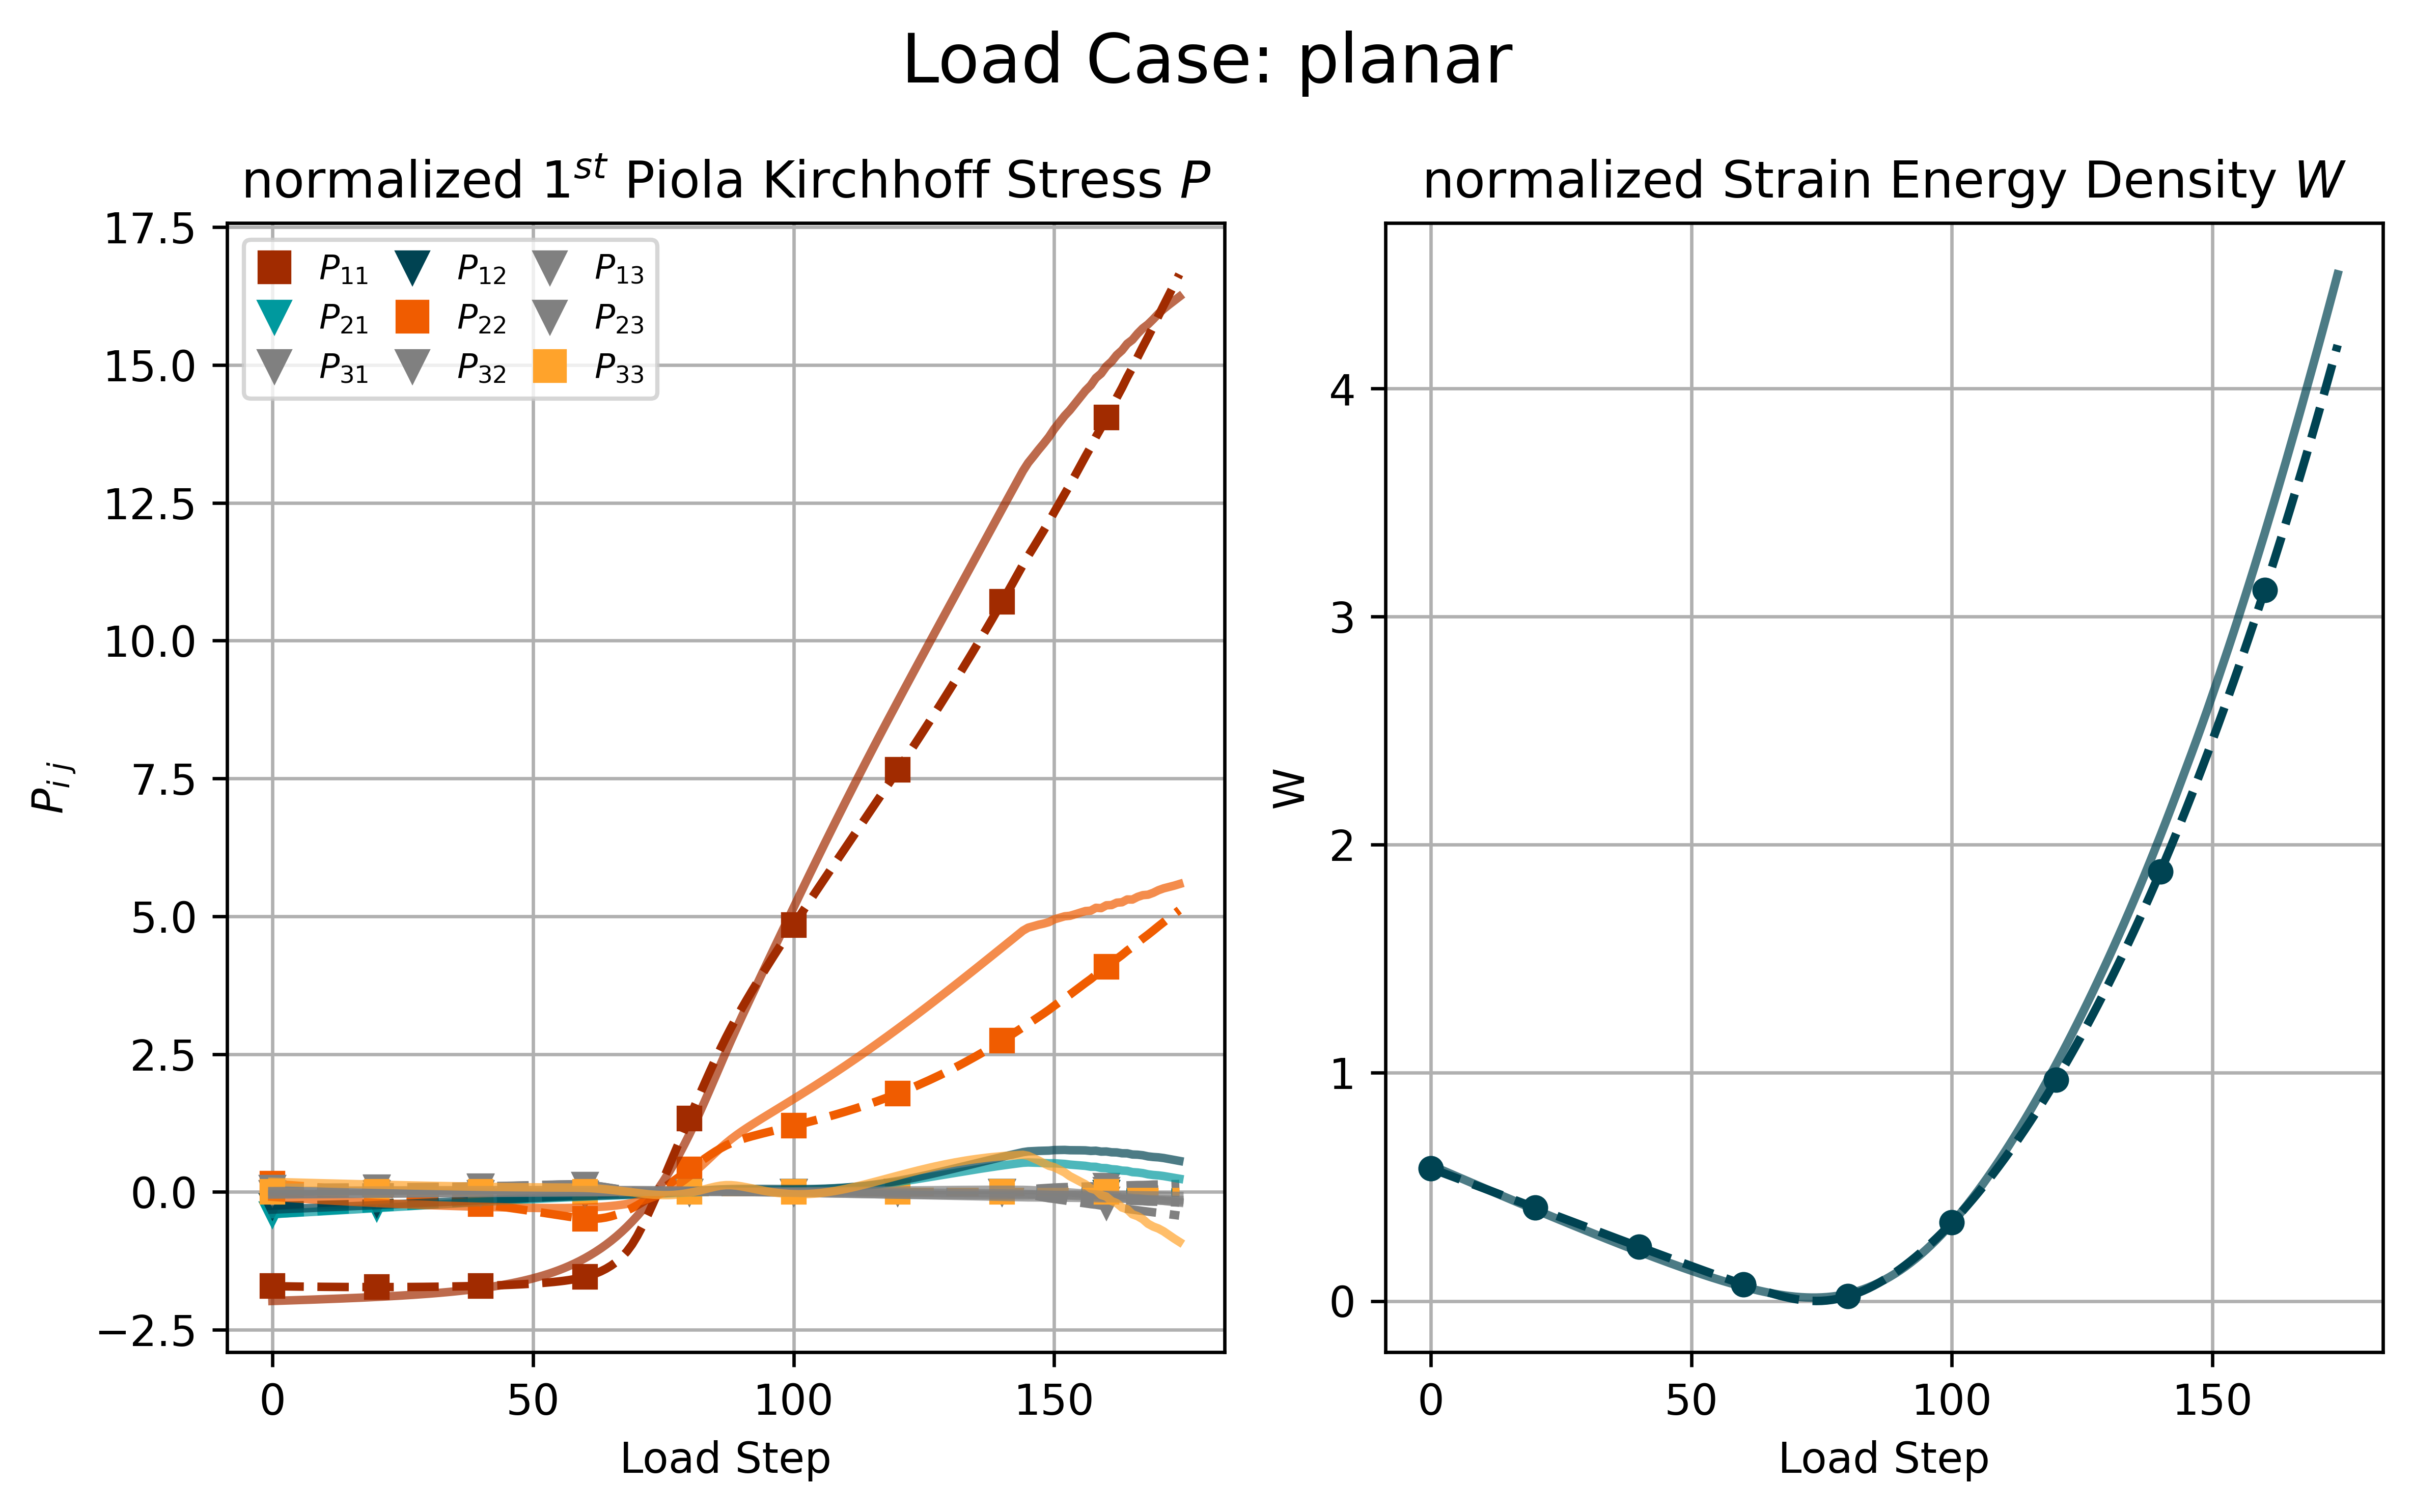 Load Case: planar
normalized 1st Piola Kirchhoff Stress P
17.5
15.0
12.5
10.0
7.5
5.0
2.5
0.0
−2.5
P11 P12 P13
P21 P22 P23
P31 P32 P33
Pi j
0 50 100 150
Load Step
normalized Strain Energy Density W
4
3
2
1
0
W
0 50 100 150
Load Step